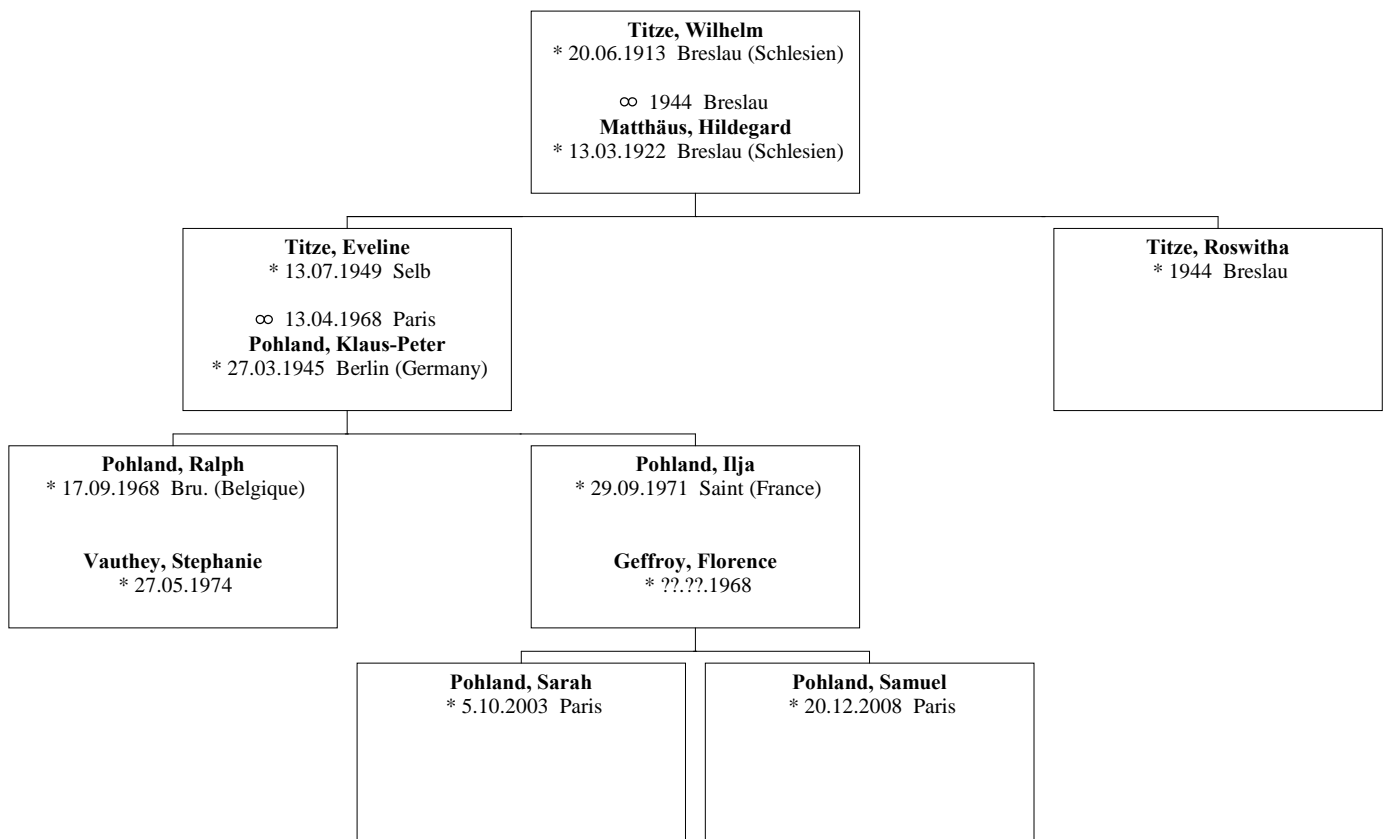 Titze, Wilhelm
* 20.06.1913 Breslau (Schlesien)
∞ 1944 Breslau
Matthäus, Hildegard
* 13.03.1922 Breslau (Schlesien)
Titze, Eveline
* 13.07.1949 Selb
∞ 13.04.1968 Paris
Pohland, Klaus-Peter
* 27.03.1945 Berlin (Germany)
Titze, Roswitha
* 1944 Breslau
Pohland, Ralph
* 17.09.1968 Bru. (Belgique)
Vauthey, Stephanie
* 27.05.1974
Pohland, Ilja
* 29.09.1971 Saint (France)
Geffroy, Florence
* ??.??.1968
Pohland, Sarah
* 5.10.2003 Paris
Pohland, Samuel
* 20.12.2008 Paris